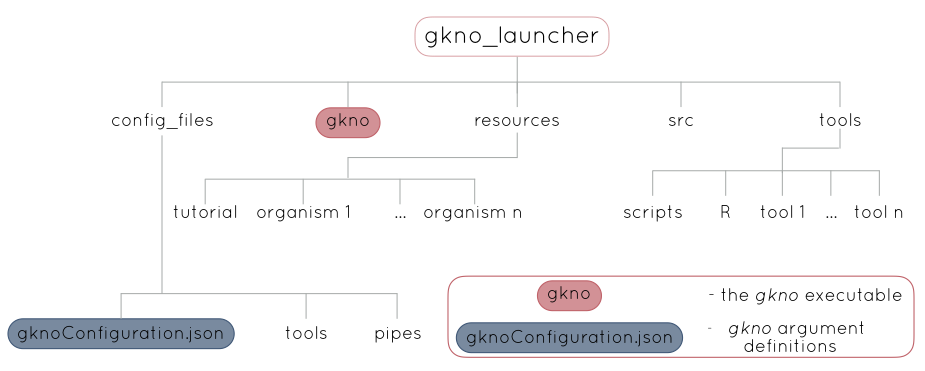 gkno_launcher
config_files
gkno
resources
src
tools
tutorial
organism 1
...
organism n
scripts
R
tool 1
...
tool n
gknoConfiguration.json
tools
pipes
gkno
- the gkno executable
gknoConfiguration.json
- gkno argument
definitions